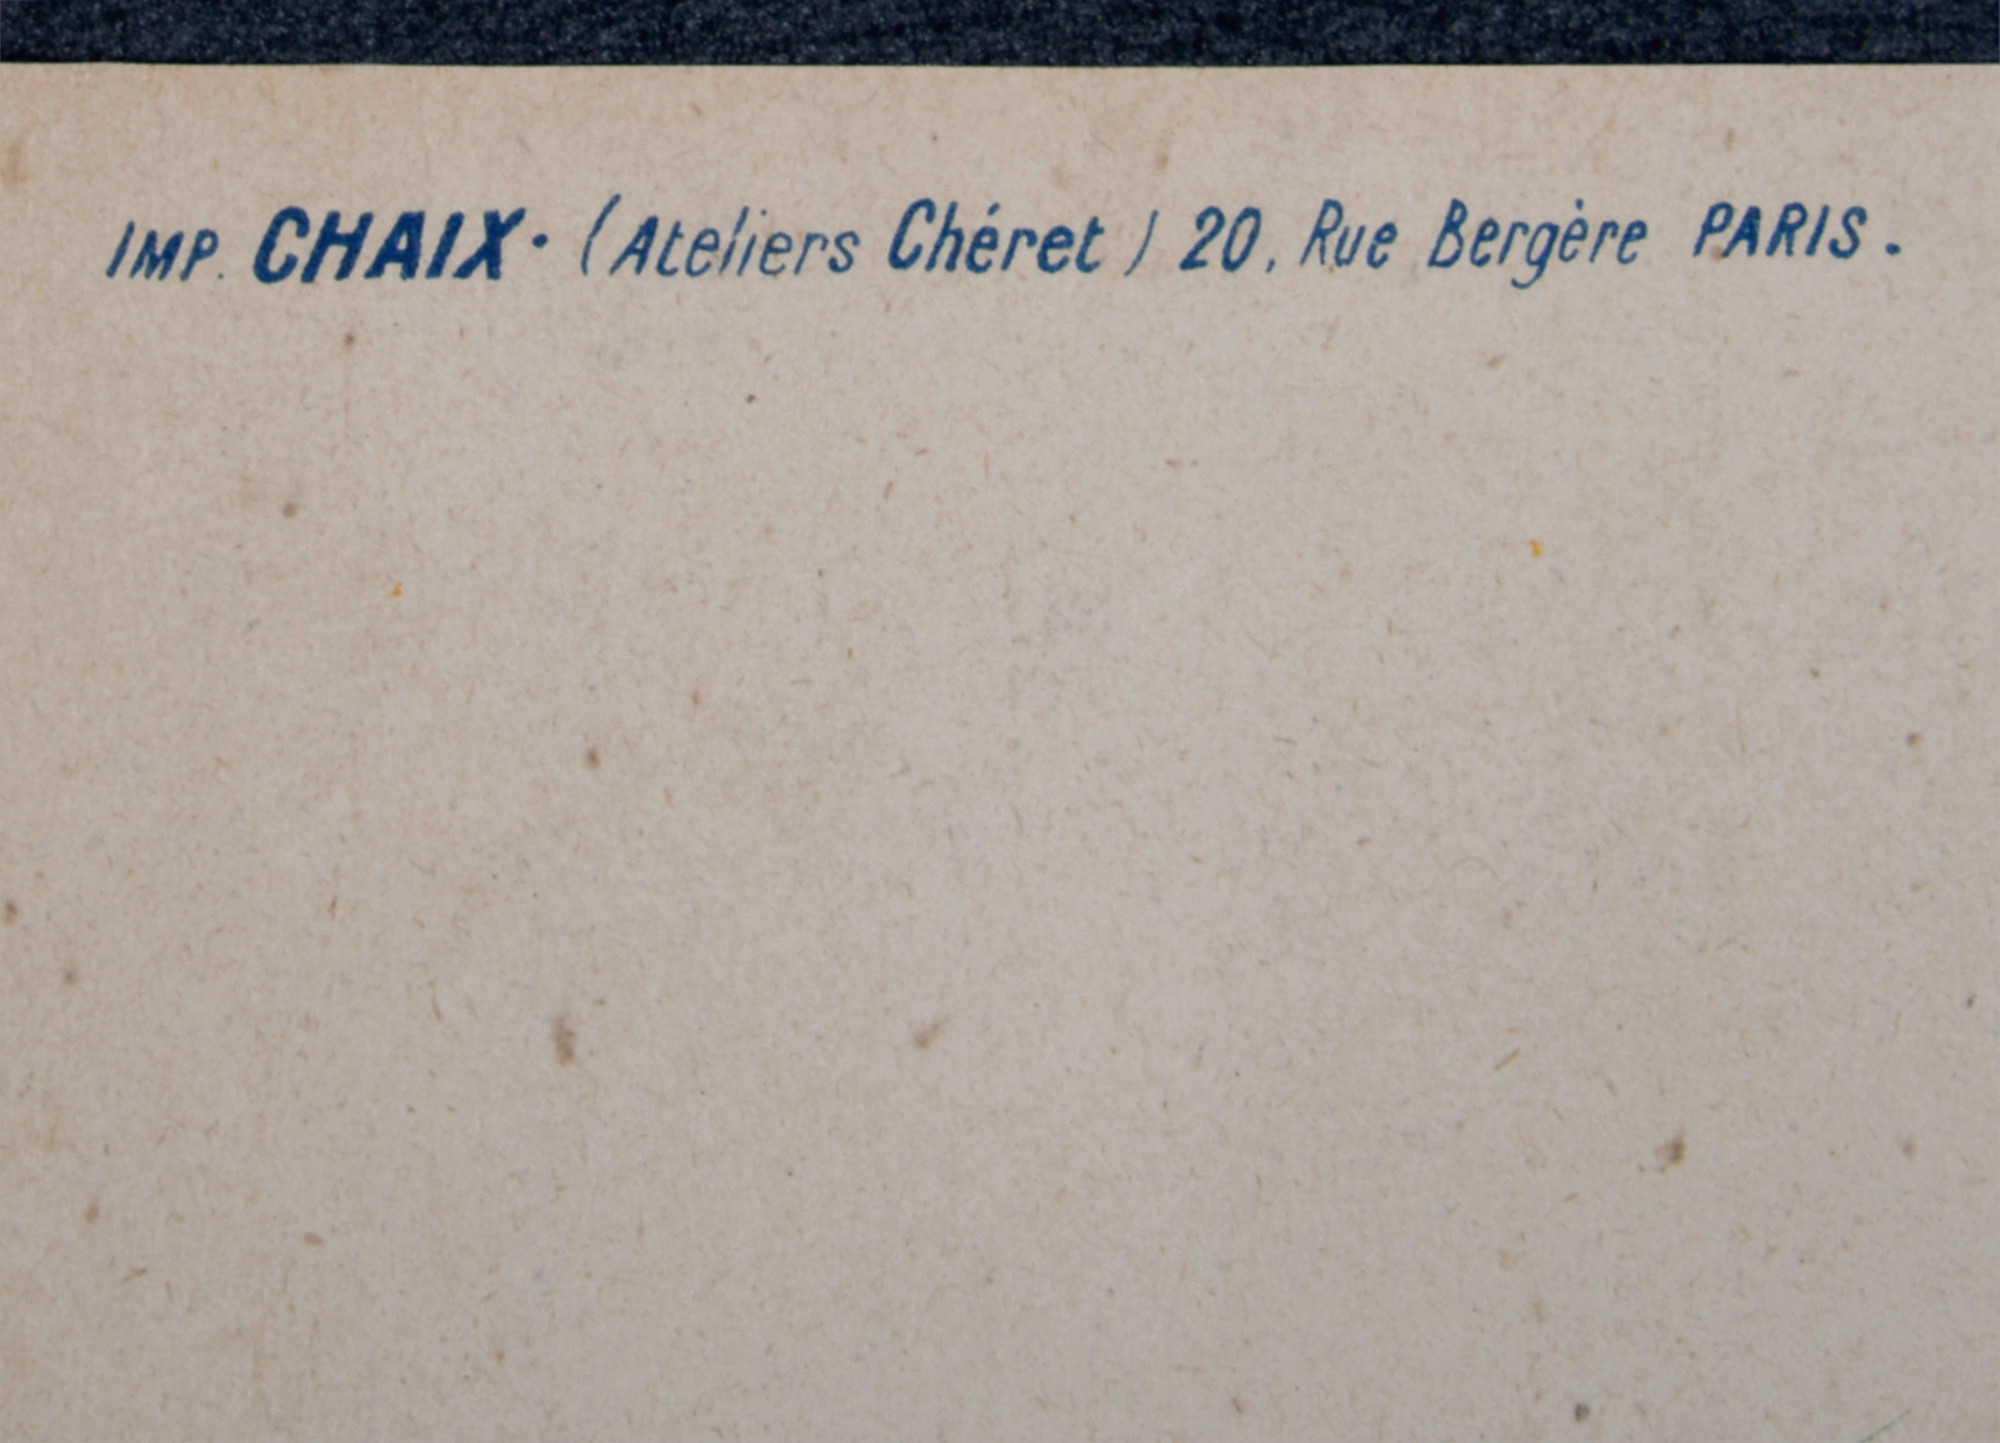 IMP. CHAIX. (Ateliers Chéret) 20, Rue Bergère PARIS.